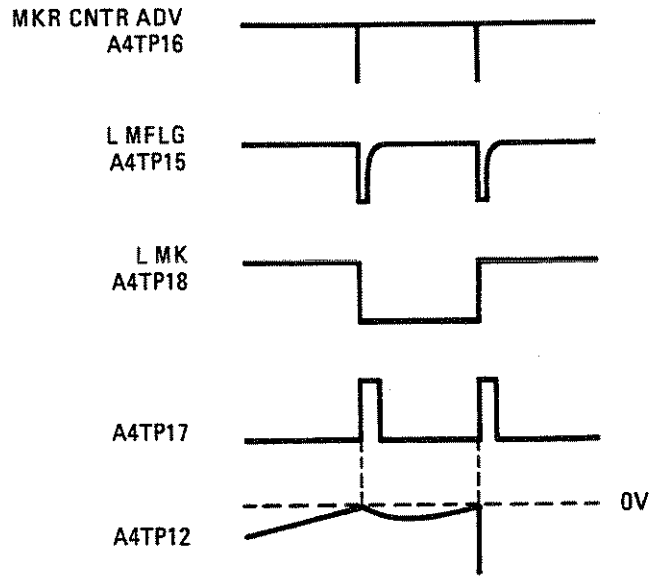 MKR CNTR ADV
A4TP16
L MFLG
A4TP15
L MK
A4TP18
A4TP17
0V
A4TP12